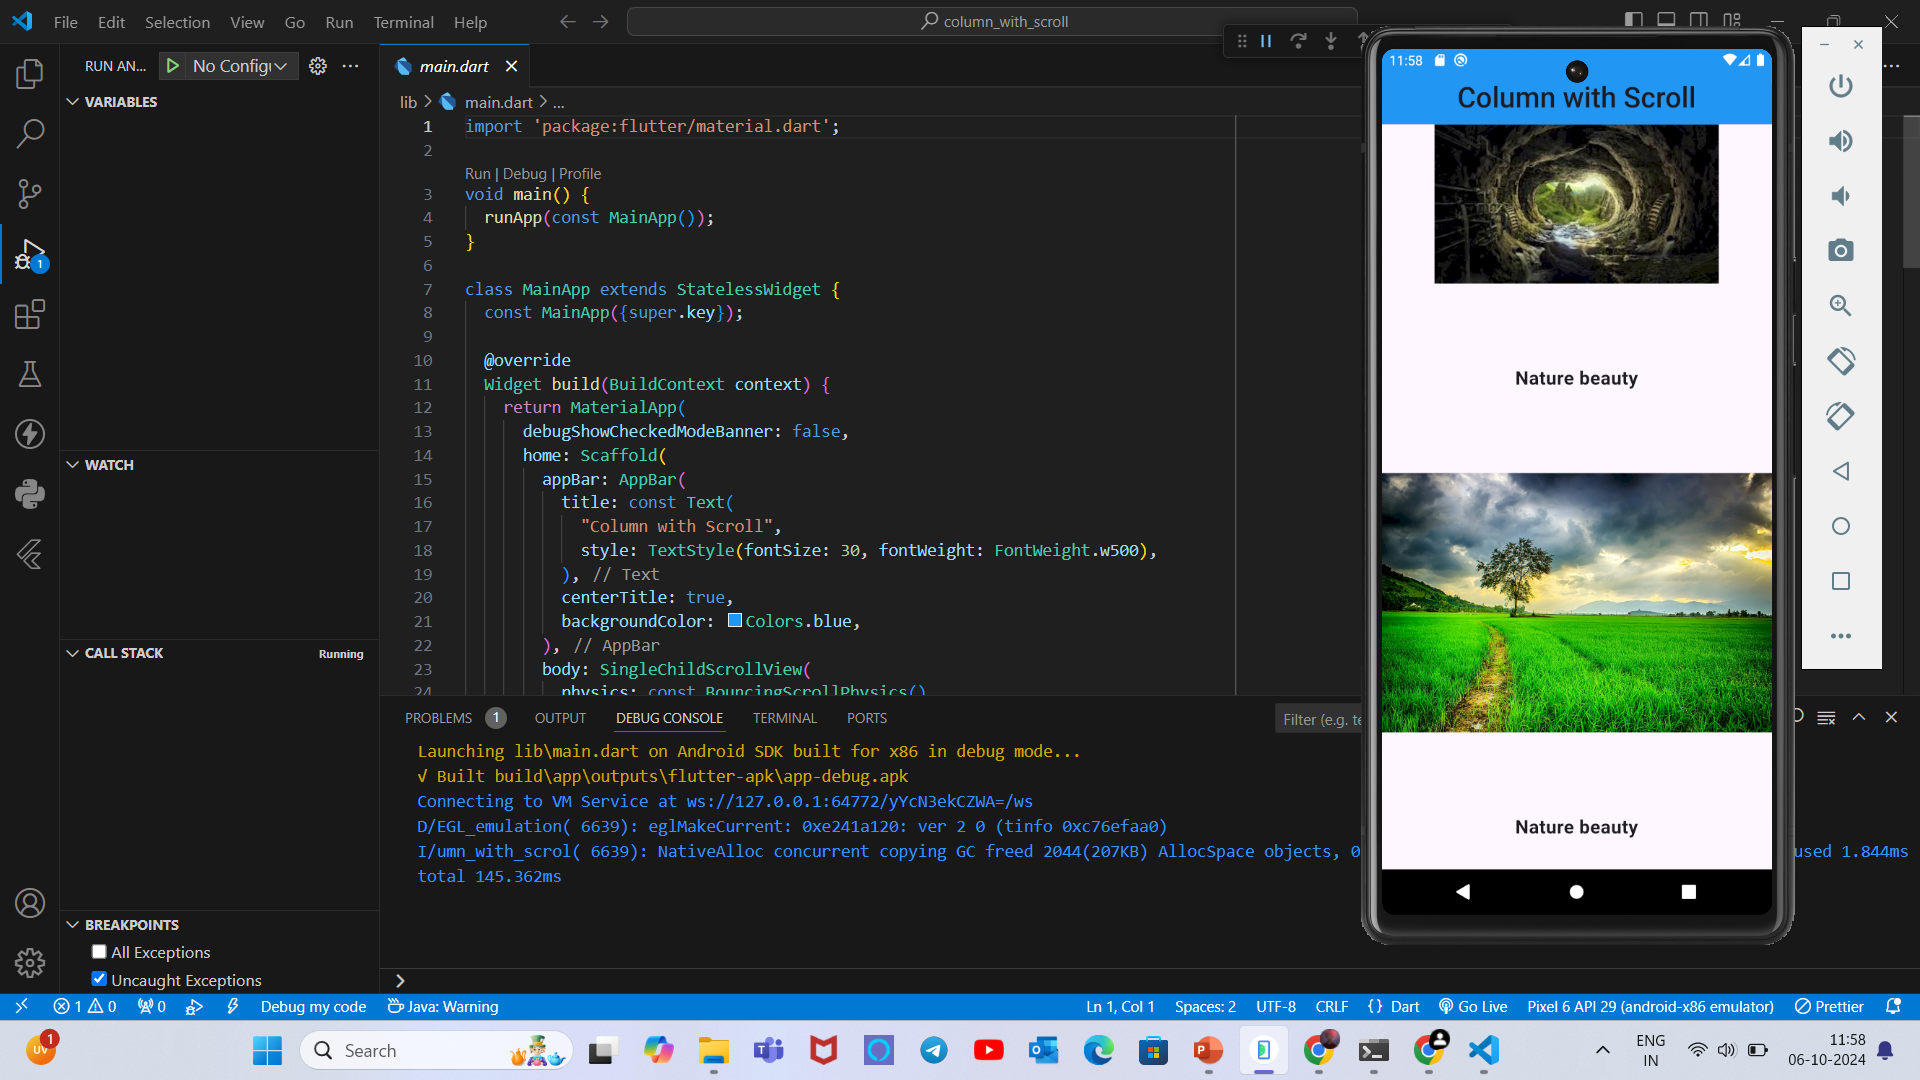 File Edit Selection View Go Run Terminal Help
column_with_scroll
RUN AN...
No Config
VARIABLES
WATCH
CALL STACK
Running
BREAKPOINTS
All Exceptions
Uncaught Exceptions
1
main.dart
lib > main.dart > ...
1 import 'package:flutter/material.dart';
2
Run | Debug | Profile
3 void main() {
4 runApp(const MainApp());
5 }
6
7 class MainApp extends StatelessWidget {
8 const MainApp({super.key});
9
10 @override
11 Widget build(BuildContext context) {
12 return MaterialApp(
13 debugShowCheckedModeBanner: false,
14 home: Scaffold(
15 appBar: AppBar(
16 title: const Text(
17 "Column with Scroll",
18 style: TextStyle(fontSize: 30, fontWeight: FontWeight.w500),
19 ), // Text
20 centerTitle: true,
21 backgroundColor: Colors.blue,
22 ), // AppBar
23 body: SingleChildScrollView(
24 physics: const BouncingScrollPhysics()
PROBLEMS 1 OUTPUT DEBUG CONSOLE TERMINAL PORTS
Filter (e.g. te
Launching lib\main.dart on Android SDK built for x86 in debug mode...
√ Built build\app\outputs\flutter-apk\app-debug.apk
Connecting to VM Service at ws://127.0.0.1:64772/yYcN3ekCZWA=/ws
D/EGL_emulation( 6639): eglMakeCurrent: 0xe241a120: ver 2 0 (tinfo 0xc76efaa0)
I/umn_with_scrol( 6639): NativeAlloc concurrent copying GC freed 2044(207KB) AllocSpace objects, 0
used 1.844ms
total 145.362ms
>
11:58
Column with Scroll
Nature beauty
Nature beauty
1 0 0 Debug my code Java: Warning
Ln 1, Col 1 Spaces: 2 UTF-8 CRLF {} Dart Go Live Pixel 6 API 29 (android-x86 emulator) Prettier
UV 1
Search
ENG
IN
11:58
06-10-2024